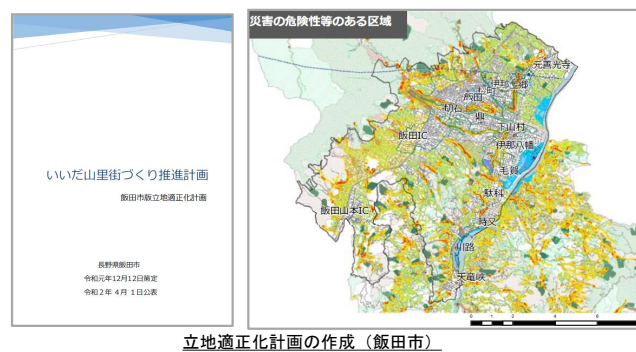 いいだ山里街づくり推進計画
飯田市版立地適正化計画
長野県飯田市
令和元年12月12日策定
令和2年 4月 1日公表
災害の危険性等のある区域
元善光寺
伊那上郷
飯田
切石
鼎
下山村
飯田IC
伊那八幡
毛賀
駄科
飯田山本IC
時又
川路
天竜峡
立地適正化計画の作成（飯田市）